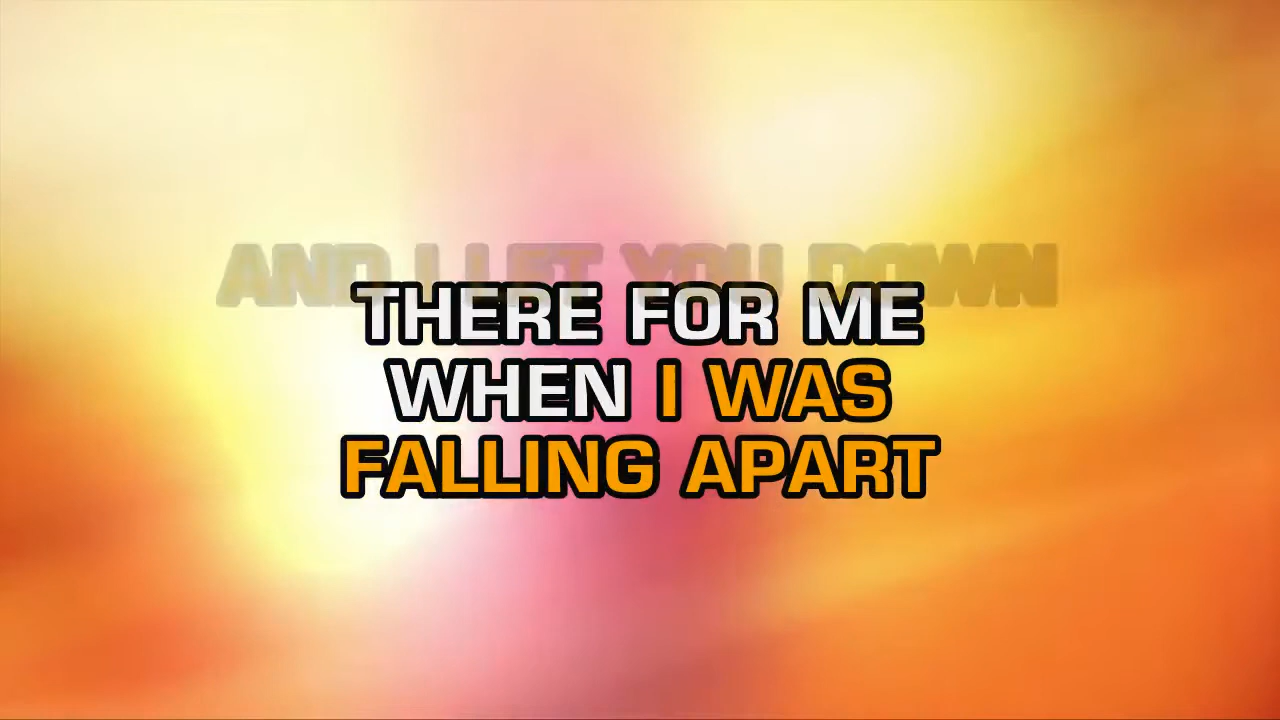 AND I LET YOU DOWN
THERE FOR ME
WHEN I WAS
FALLING APART